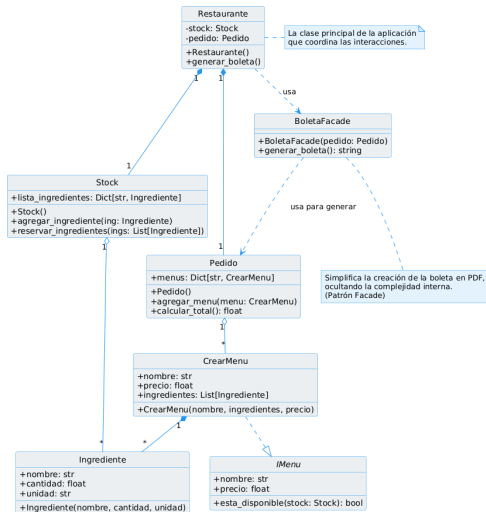 Restaurante
-stock: Stock
-pedido: Pedido
+Restaurante()
+generar_boleta()
La clase principal de la aplicación
que coordina las interacciones.
1
1
usa
BoletaFacade
+BoletaFacade(pedido: Pedido)
+generar_boleta(): string
1
Stock
+lista_ingredientes: Dict[str, Ingrediente]
+Stock()
+agregar_ingrediente(ing: Ingrediente)
+reservar_ingredientes(ings: List[Ingrediente])
usa para generar
1
1
Pedido
+menus: Dict[str, CrearMenu]
+Pedido()
+agregar_menu(menu: CrearMenu)
+calcular_total(): float
Simplifica la creación de la boleta en PDF,
ocultando la complejidad interna.
(Patrón Facade)
1
*
CrearMenu
+nombre: str
+precio: float
+ingredientes: List[Ingrediente]
+CrearMenu(nombre, ingredientes, precio)
1
*
*
Ingrediente
+nombre: str
+cantidad: float
+unidad: str
+Ingrediente(nombre, cantidad, unidad)
IMenu
+nombre: str
+precio: float
+esta_disponible(stock: Stock): bool